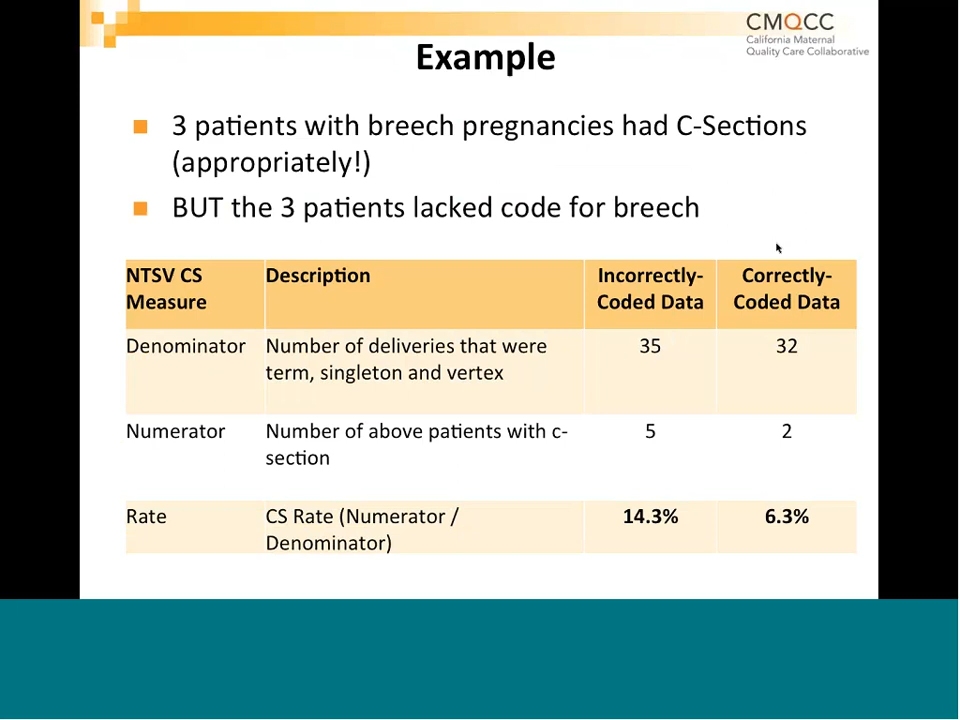 CMQCC
California Maternal
Quality Care Collaborative
Example
3 patients with breech pregnancies had C-Sections
(appropriately!)
BUT the 3 patients lacked code for breech
NTSV CS
Measure
Description
Incorrectly-
Coded Data
Correctly-
Coded Data
Denominator
Number of deliveries that were
term, singleton and vertex
35
32
Numerator
Number of above patients with c-
section
5
2
Rate
CS Rate (Numerator /
Denominator)
14.3%
6.3%